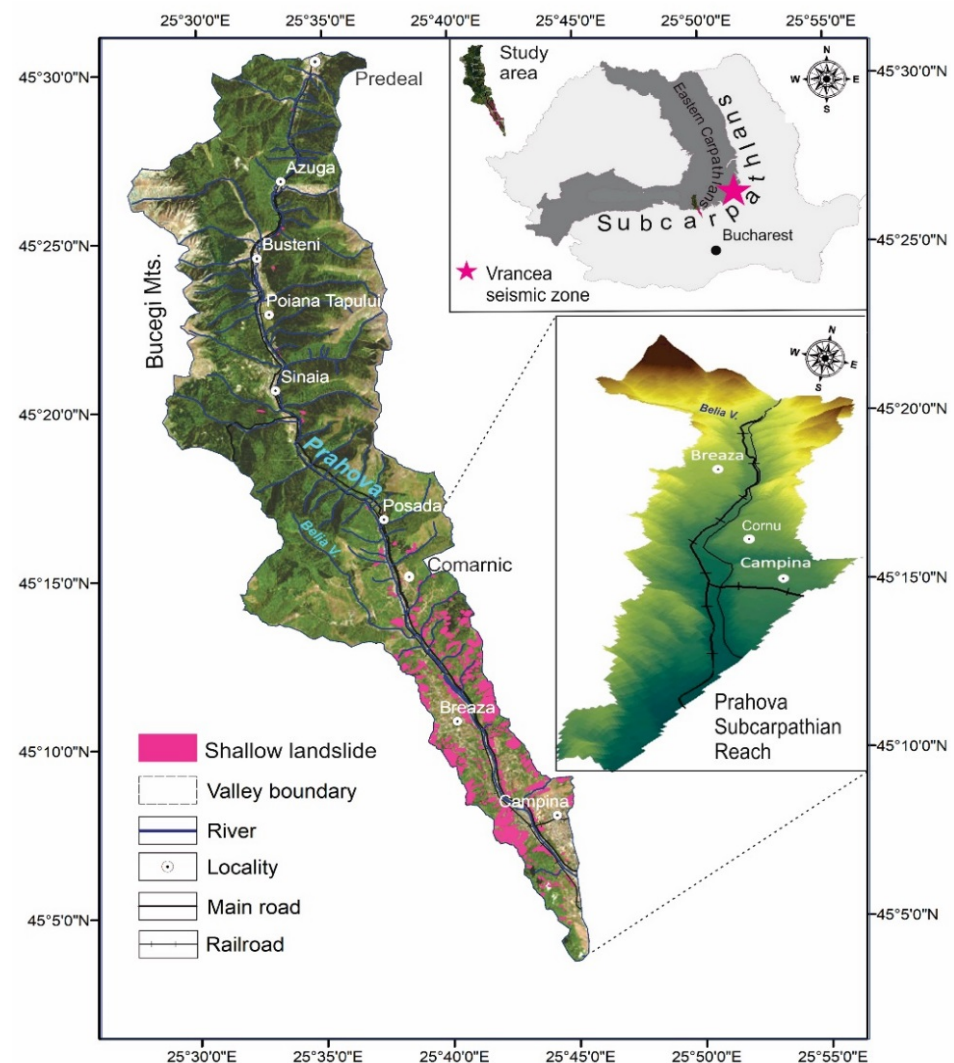 25°30'0"E 25°35'0"E 25°40'0"E 25°45'0"E 25°50'0"E 25°55'0"E
45°30'0"N
45°25'0"N
45°20'0"N
45°15'0"N
45°10'0"N
45°5'0"N
Predeal
Azuga
Busteni
Poiana Tapului
Sinaia
Bucegi Mts.
Prahova
Posada
Belia V.
Comarnic
Breaza
Campina
Shallow landslide
Valley boundary
River
Locality
Main road
Railroad
Study
area
Eastern Carpathians
Subcarpathians
Bucharest
Vrancea
seismic zone
N
W E
S
N
W E
S
Belia V.
Breaza
Cornu
Campina
Prahova
Subcarpathian
Reach
45°30'0"N
45°25'0"N
45°20'0"N
45°15'0"N
45°10'0"N
45°5'0"N
25°30'0"E 25°35'0"E 25°40'0"E 25°45'0"E 25°50'0"E 25°55'0"E